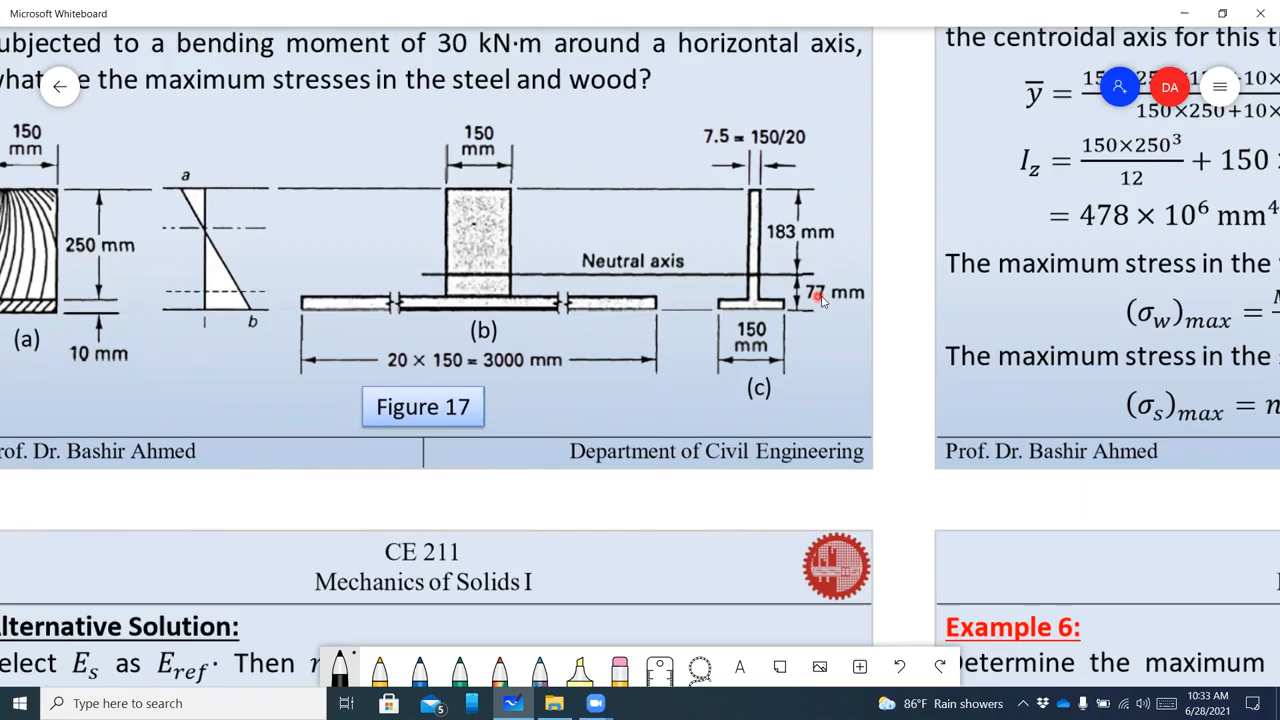 Microsoft Whiteboard
ubjected to a bending moment of 30 kN·m around a horizontal axis,
the maximum stresses in the steel and wood?
150
mm
250 mm
10 mm
(a)
a
b
150
mm
Neutral axis
(b)
20 × 150 = 3000 mm
7.5 = 150/20
183 mm
77 mm
150
mm
(c)
Figure 17
rof. Dr. Bashir Ahmed
Department of Civil Engineering
the centroidal axis for this t
DA
y̅ =
150×250+10×
I_z = 150×250³/12 + 150
= 478 × 10⁶ mm⁴
The maximum stress in the
(σ_w)_max =
The maximum stress in the
(σ_s)_max = n
Prof. Dr. Bashir Ahmed
CE 211
Mechanics of Solids I
lternative Solution:
elect E_s as E_ref. Then
Example 6:
Determine the maximum
A
Type here to search
5
86°F Rain showers
10:33 AM
6/28/2021